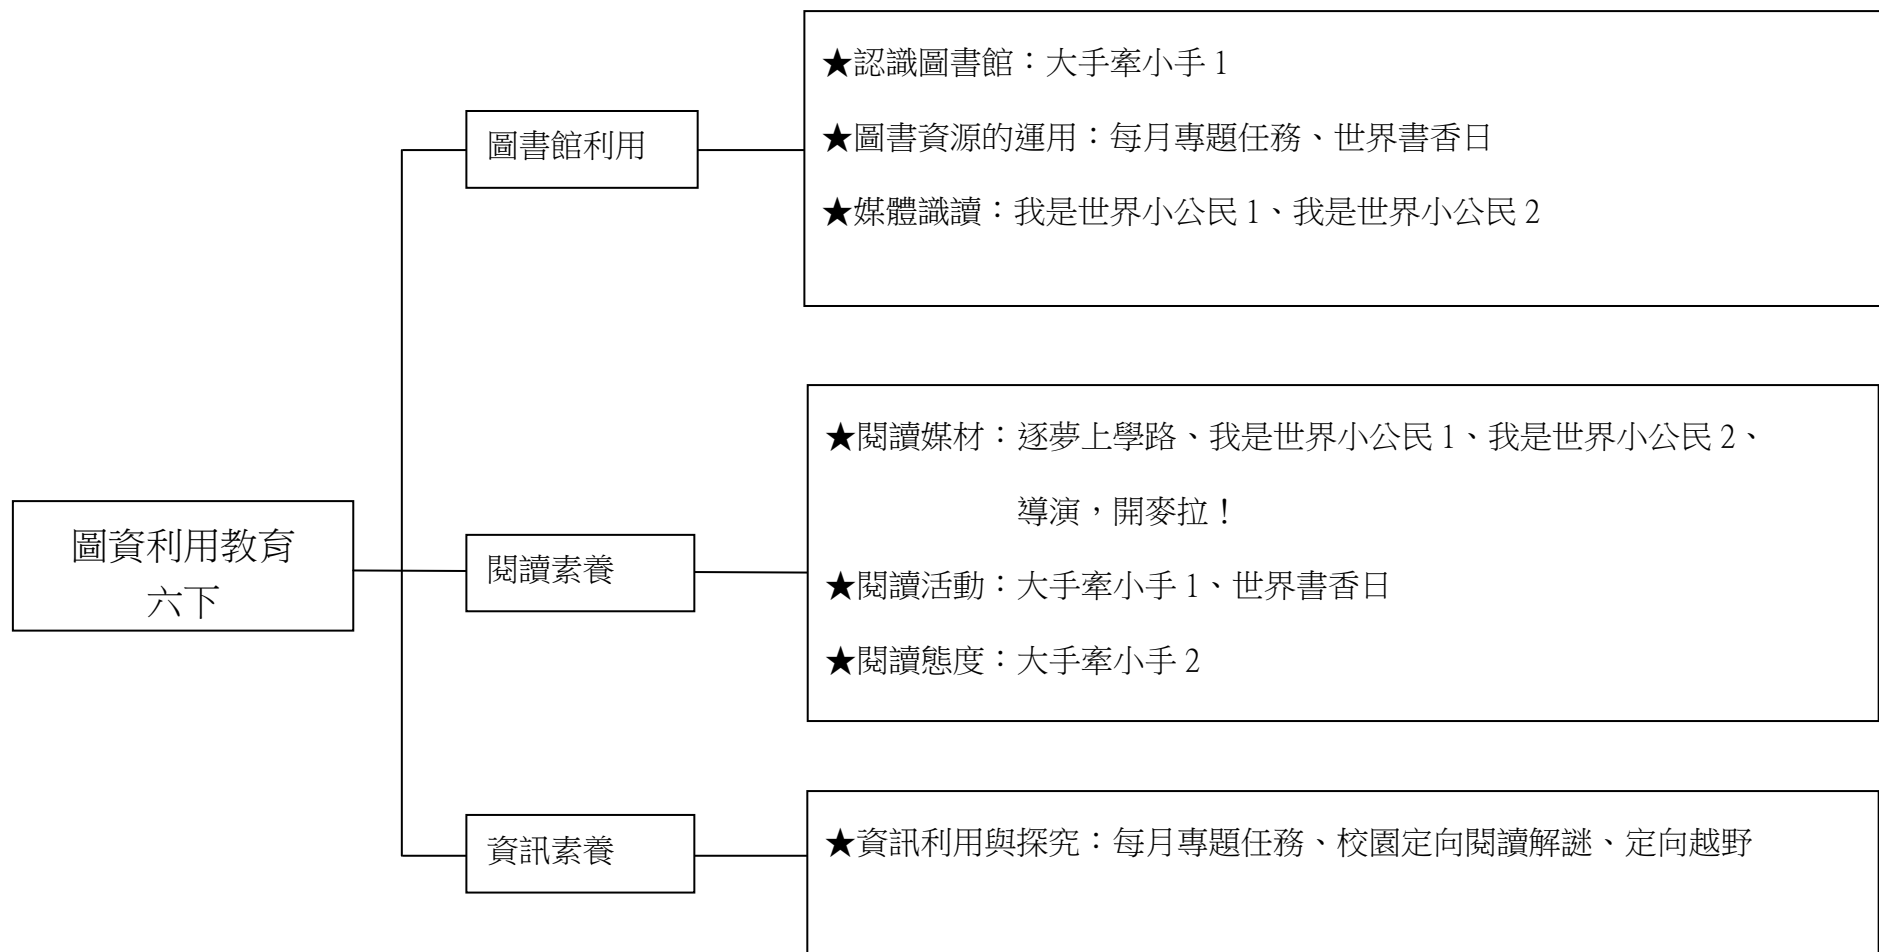 圖資利用教育
六下
圖書館利用
★認識圖書館：大手牽小手 1
★圖書資源的運用：每月專題任務、世界書香日
★媒體識讀：我是世界小公民 1、我是世界小公民 2
閱讀素養
★閱讀媒材：逐夢上學路、我是世界小公民 1、我是世界小公民 2、
導演，開麥拉！
★閱讀活動：大手牽小手 1、世界書香日
★閱讀態度：大手牽小手 2
資訊素養
★資訊利用與探究：每月專題任務、校園定向閱讀解謎、定向越野